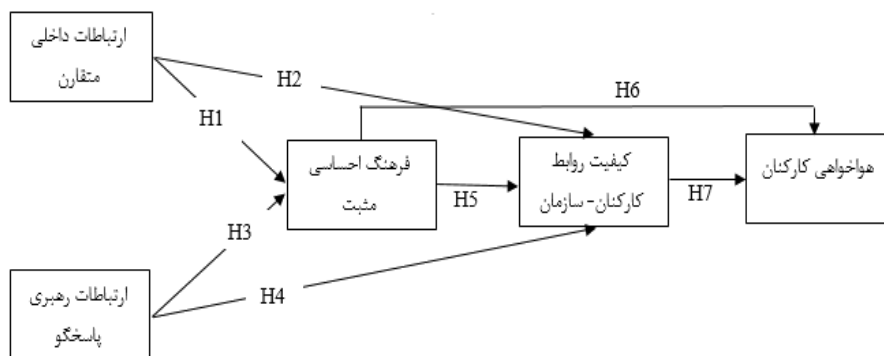 ارتباطات داخلی
متقارن
H2
H6
H1
فرهنگ احساسی
مثبت
کیفیت روابط
کارکنان- سازمان
هواخواهی کارکنان
H5
H7
H3
H4
ارتباطات رهبری
پاسخگو